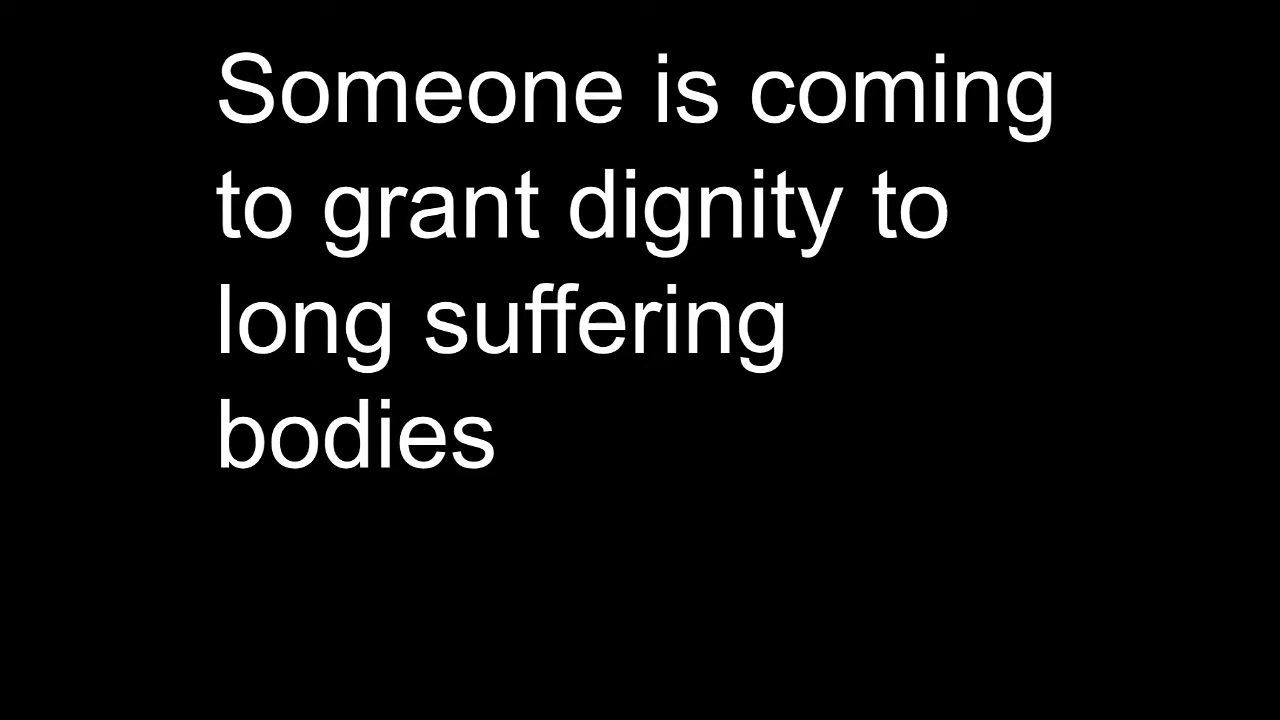 Someone is coming
to grant dignity to
long suffering
bodies